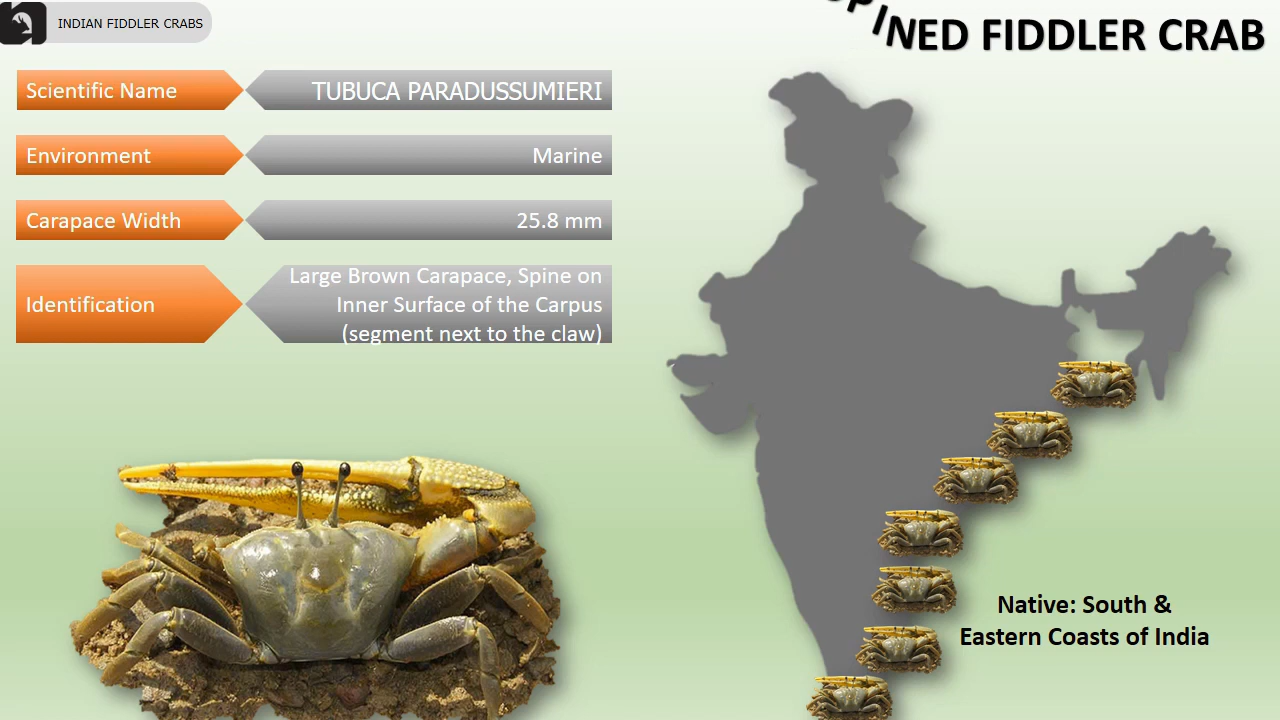 INDIAN FIDDLER CRABS
PINED FIDDLER CRAB
Scientific Name
TUBUCA PARADUSSUMIERI
Environment
Marine
Carapace Width
25.8 mm
Identification
Large Brown Carapace, Spine on
Inner Surface of the Carpus
(segment next to the claw)
Native: South &
Eastern Coasts of India